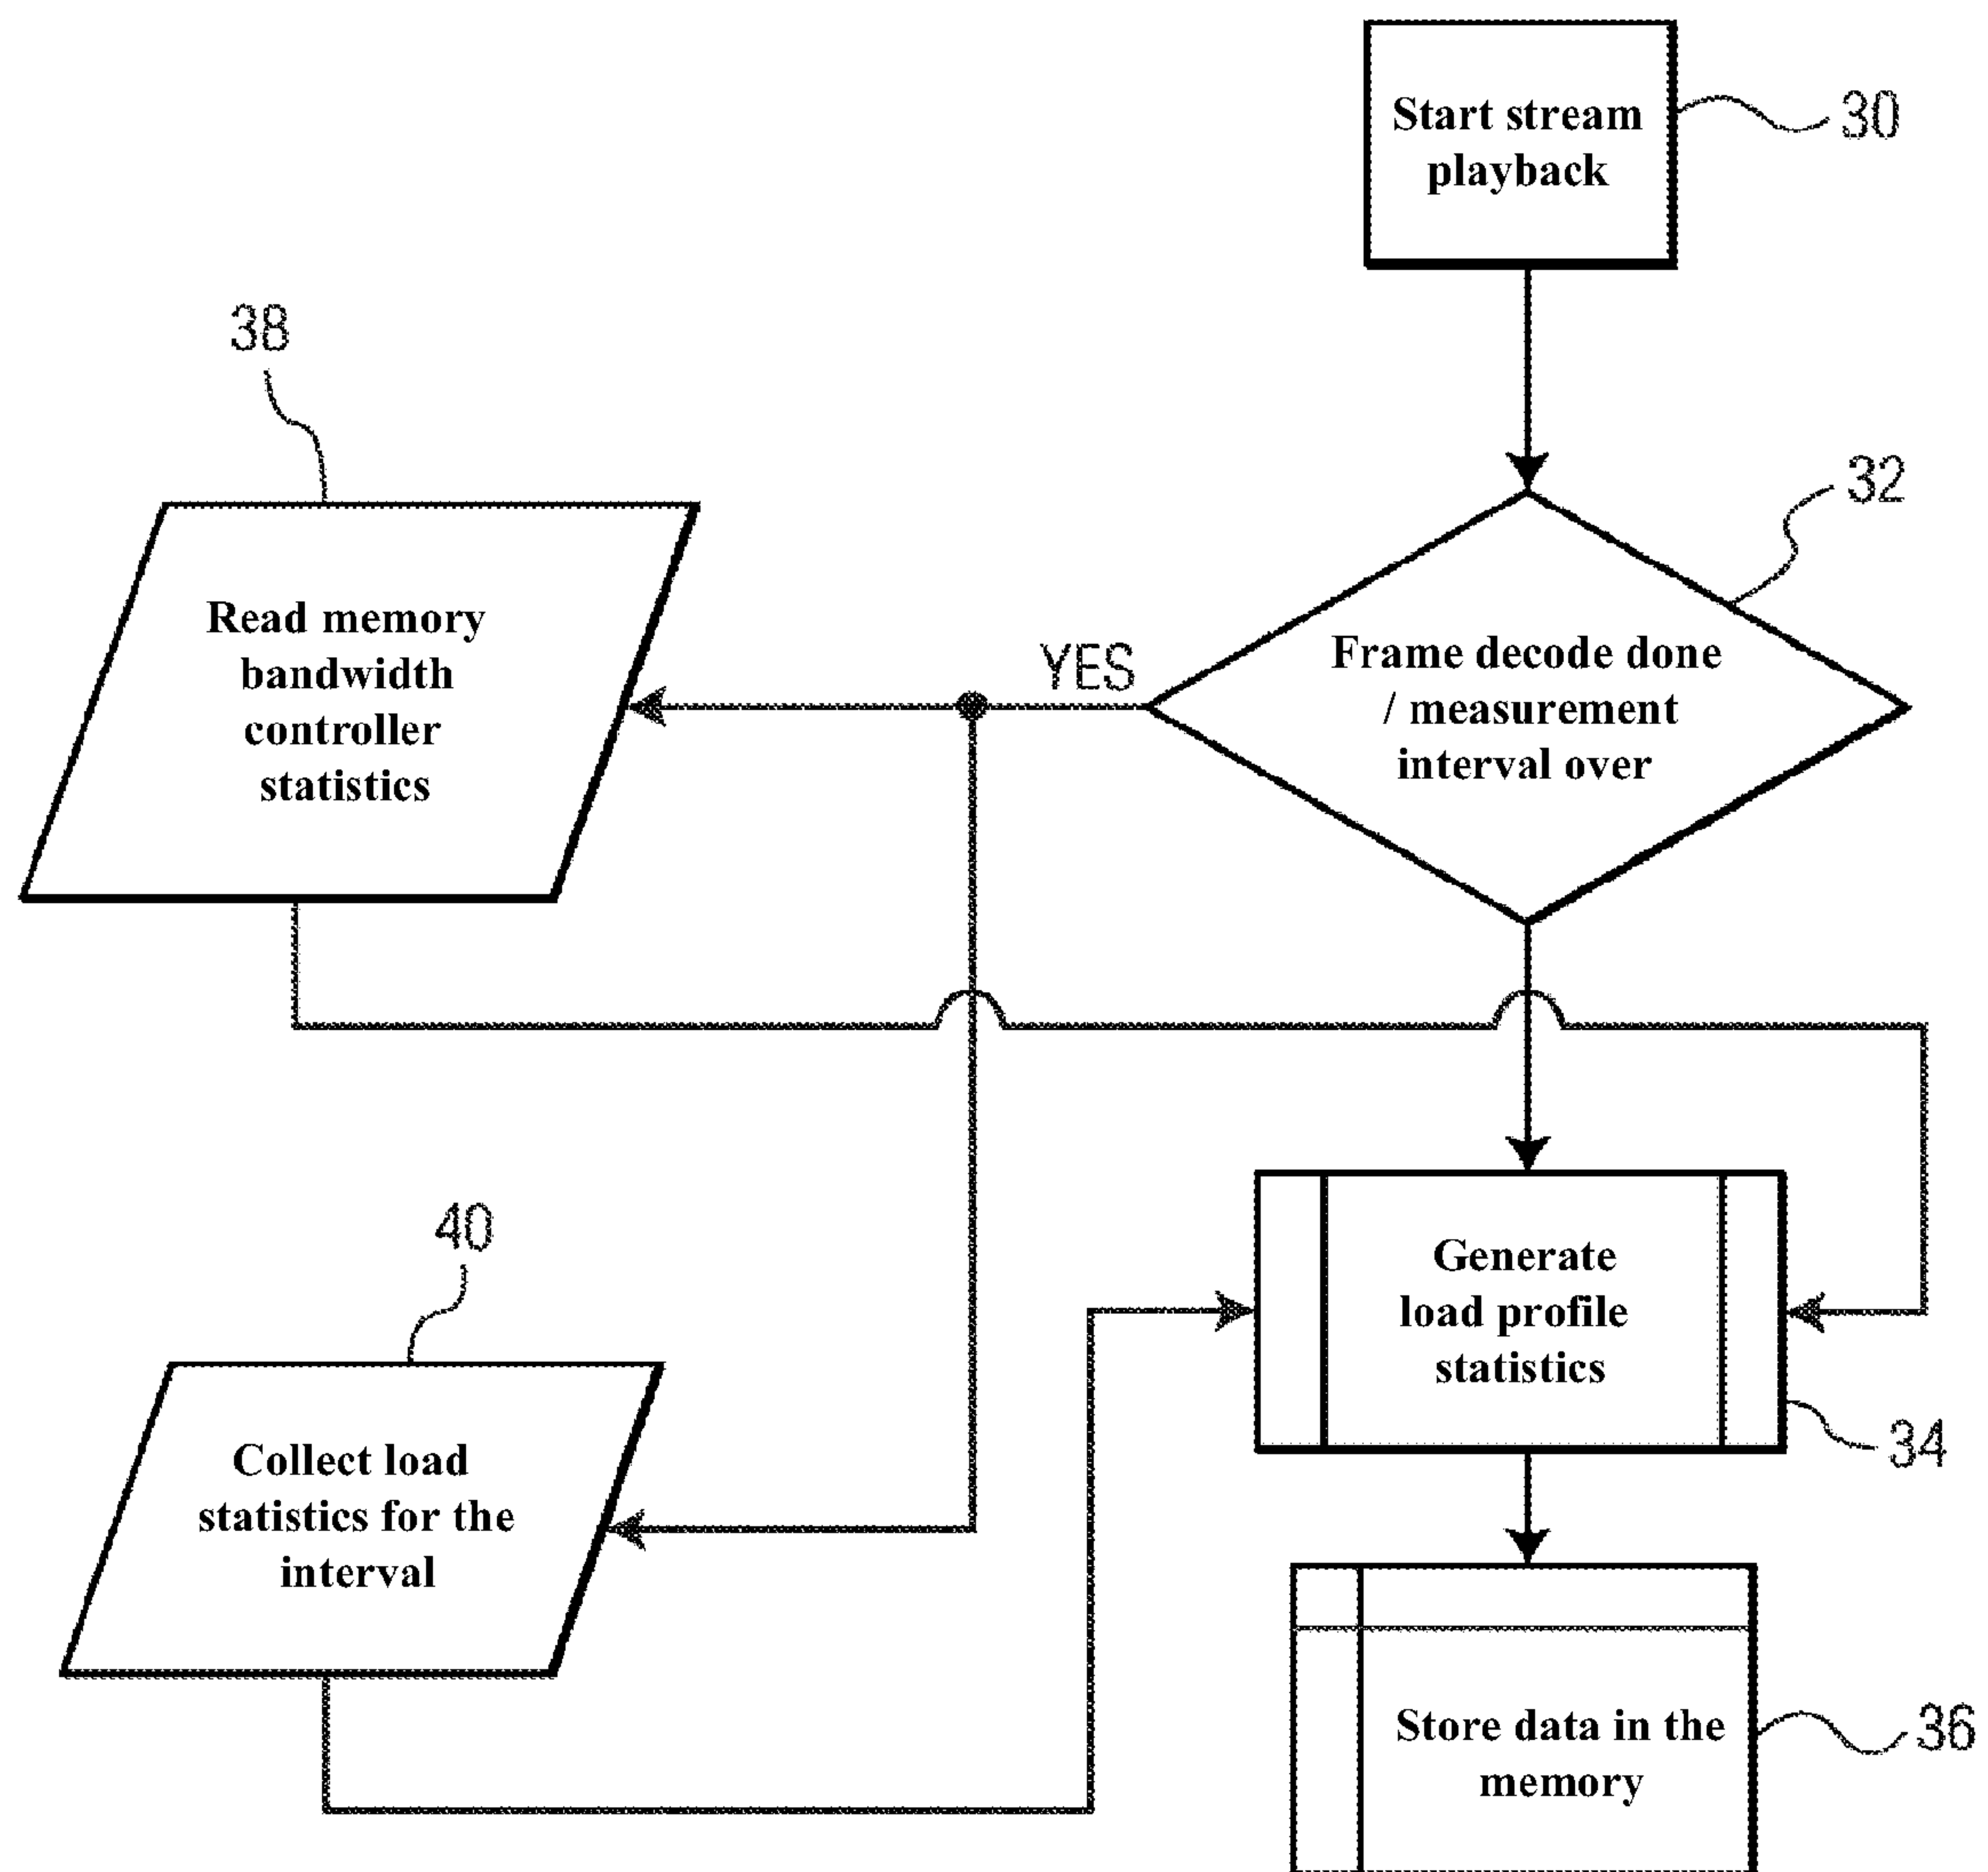 Start stream
playback
30
38
32
Read memory
bandwidth
controller
statistics
YES
Frame decode done
/ measurement
interval over
40
Generate
load profile
statistics
34
Collect load
statistics for the
interval
Store data in the
memory
36